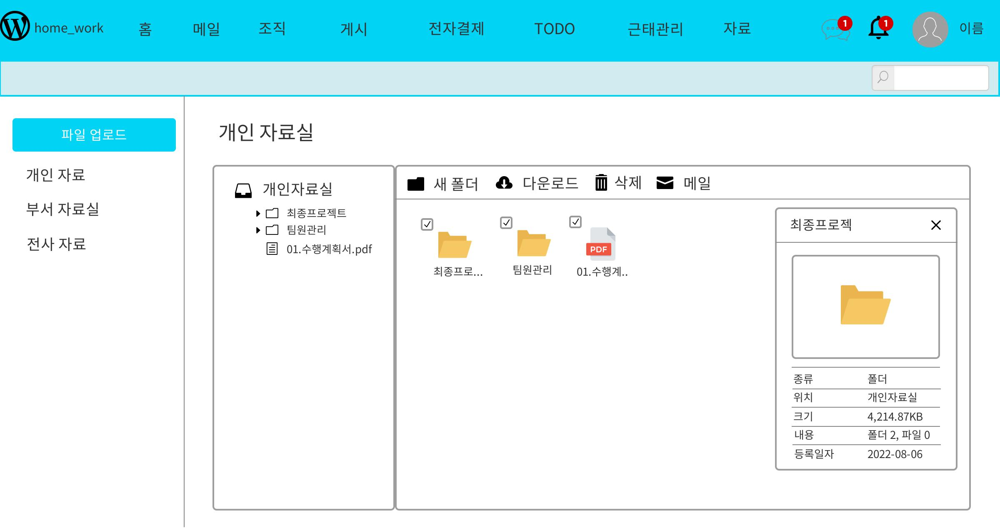 home_work 홈 메일 조직 게시 전자결제 TODO 근태관리 자료 1 1 이름
파일 업로드
개인 자료
부서 자료실
전사 자료
개인 자료실
개인자료실
최종프로젝트
팀원관리
01.수행계획서.pdf
새 폴더 다운로드 삭제 메일
최종프로...
팀원관리
PDF
01.수행계..
최종프로젝
종류 폴더
위치 개인자료실
크기 4,214.87KB
내용 폴더 2, 파일 0
등록일자 2022-08-06